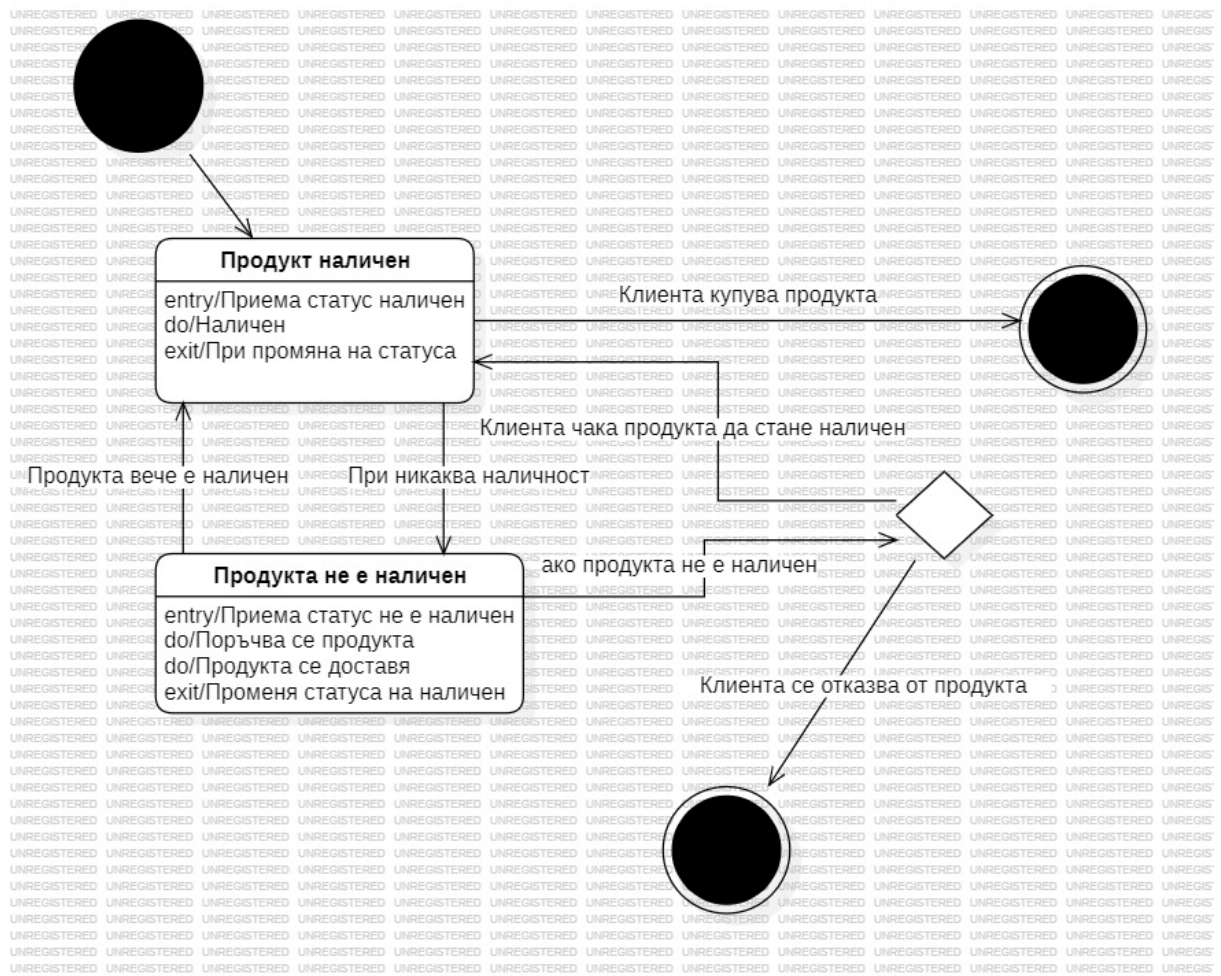 Продукт наличен
entry/Приема статус наличен
do/Наличен
exit/При промяна на статуса
Клиента купува продукта
Клиента чака продукта да стане наличен
Продукта вече е наличен
При никаква наличност
Продукта не е наличен
entry/Приема статус не е наличен
do/Поръчва се продукта
do/Продукта се доставя
exit/Променя статуса на наличен
ако продукта не е наличен
Клиента се отказва от продукта
UNREGISTERED